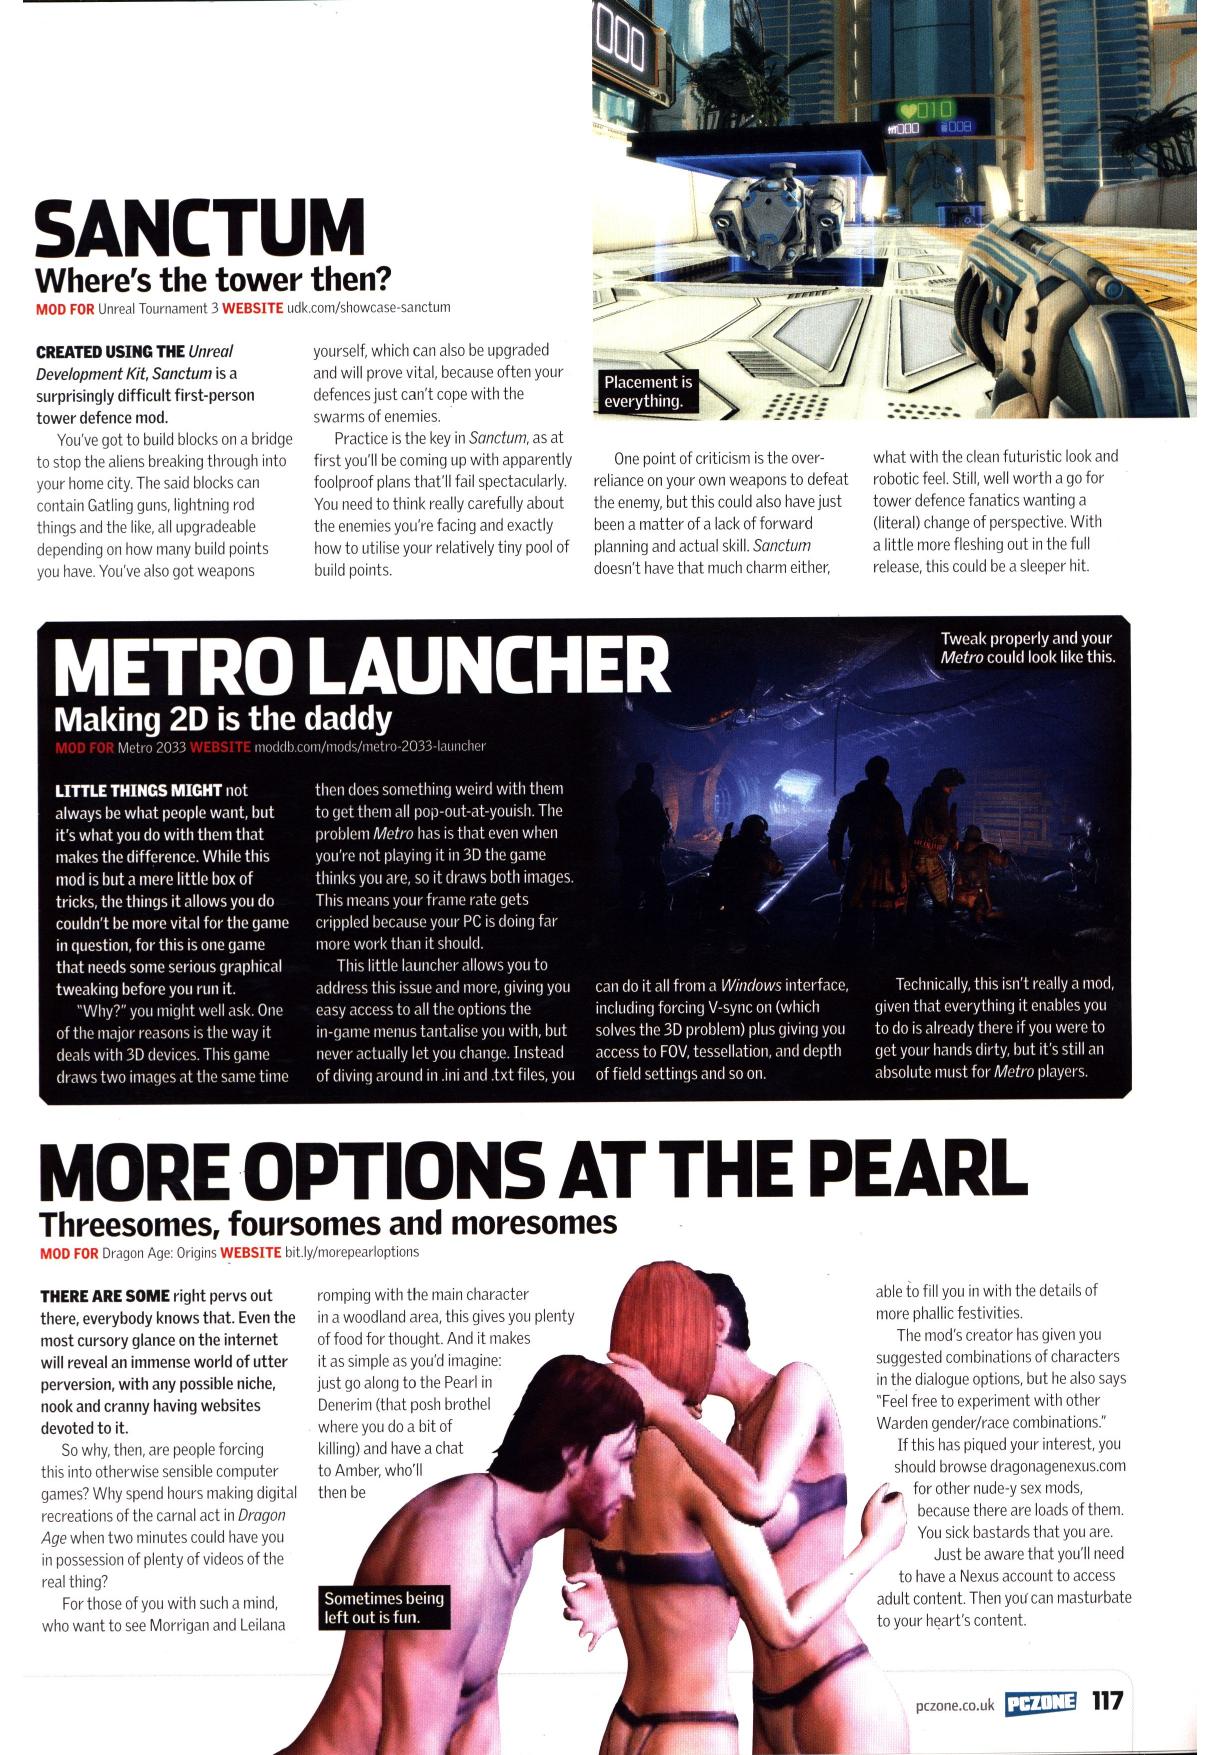 000
♥010
000
008
SANCTUM
Where's the tower then?
MOD FOR Unreal Tournament 3 WEBSITE udk.com/showcase-sanctum
CREATED USING THE Unreal
Development Kit, Sanctum is a
surprisingly difficult first-person
tower defence mod.
You've got to build blocks on a bridge
to stop the aliens breaking through into
your home city. The said blocks can
contain Gatling guns, lightning rod
things and the like, all upgradeable
depending on how many build points
you have. You've also got weapons
yourself, which can also be upgraded
and will prove vital, because often your
defences just can't cope with the
swarms of enemies.
Practice is the key in Sanctum, as at
first you'll be coming up with apparently
foolproof plans that'll fail spectacularly.
You need to think really carefully about
the enemies you're facing and exactly
how to utilise your relatively tiny pool of
build points.
Placement is
everything.
One point of criticism is the over-
reliance on your own weapons to defeat
the enemy, but this could also have just
been a matter of a lack of forward
planning and actual skill. Sanctum
doesn't have that much charm either,
what with the clean futuristic look and
robotic feel. Still, well worth a go for
tower defence fanatics wanting a
(literal) change of perspective. With
a little more fleshing out in the full
release, this could be a sleeper hit.
METRO LAUNCHER
Making 2D is the daddy
MOD FOR Metro 2033 WEBSITE moddb.com/mods/metro-2033-launcher
Tweak properly and your
Metro could look like this.
LITTLE THINGS MIGHT not
always be what people want, but
it's what you do with them that
makes the difference. While this
mod is but a mere little box of
tricks, the things it allows you do
couldn't be more vital for the game
in question, for this is one game
that needs some serious graphical
tweaking before you run it.
"Why?" you might well ask. One
of the major reasons is the way it
deals with 3D devices. This game
draws two images at the same time
then does something weird with them
to get them all pop-out-at-youish. The
problem Metro has is that even when
you're not playing it in 3D the game
thinks you are, so it draws both images.
This means your frame rate gets
crippled because your PC is doing far
more work than it should.
This little launcher allows you to
address this issue and more, giving you
easy access to all the options the
in-game menus tantalise you with, but
never actually let you change. Instead
of diving around in .ini and .txt files, you
can do it all from a Windows interface,
including forcing V-sync on (which
solves the 3D problem) plus giving you
access to FOV, tessellation, and depth
of field settings and so on.
Technically, this isn't really a mod,
given that everything it enables you
to do is already there if you were to
get your hands dirty, but it's still an
absolute must for Metro players.
MORE OPTIONS AT THE PEARL
Threesomes, foursomes and moresomes
MOD FOR Dragon Age: Origins WEBSITE bit.ly/morepearloptions
THERE ARE SOME right pervs out
there, everybody knows that. Even the
most cursory glance on the internet
will reveal an immense world of utter
perversion, with any possible niche,
nook and cranny having websites
devoted to it.
So why, then, are people forcing
this into otherwise sensible computer
games? Why spend hours making digital
recreations of the carnal act in Dragon
Age when two minutes could have you
in possession of plenty of videos of the
real thing?
For those of you with such a mind,
who want to see Morrigan and Leilana
romping with the main character
in a woodland area, this gives you plenty
of food for thought. And it makes
it as simple as you'd imagine:
just go along to the Pearl in
Denerim (that posh brothel
where you do a bit of
killing) and have a chat
to Amber, who'll
then be
Sometimes being
left out is fun.
able to fill you in with the details of
more phallic festivities.
The mod's creator has given you
suggested combinations of characters
in the dialogue options, but he also says
"Feel free to experiment with other
Warden gender/race combinations."
If this has piqued your interest, you
should browse dragonagenexus.com
for other nude-y sex mods,
because there are loads of them.
You sick bastards that you are.
Just be aware that you'll need
to have a Nexus account to access
adult content. Then you can masturbate
to your heart's content.
pczone.co.uk PCZONE 117